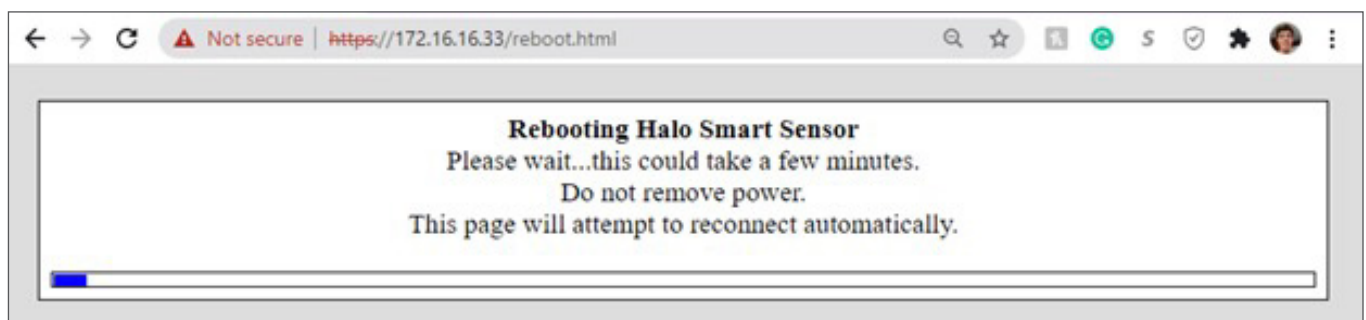 Not secure | https://172.16.16.33/reboot.html
Rebooting Halo Smart Sensor
Please wait...this could take a few minutes.
Do not remove power.
This page will attempt to reconnect automatically.